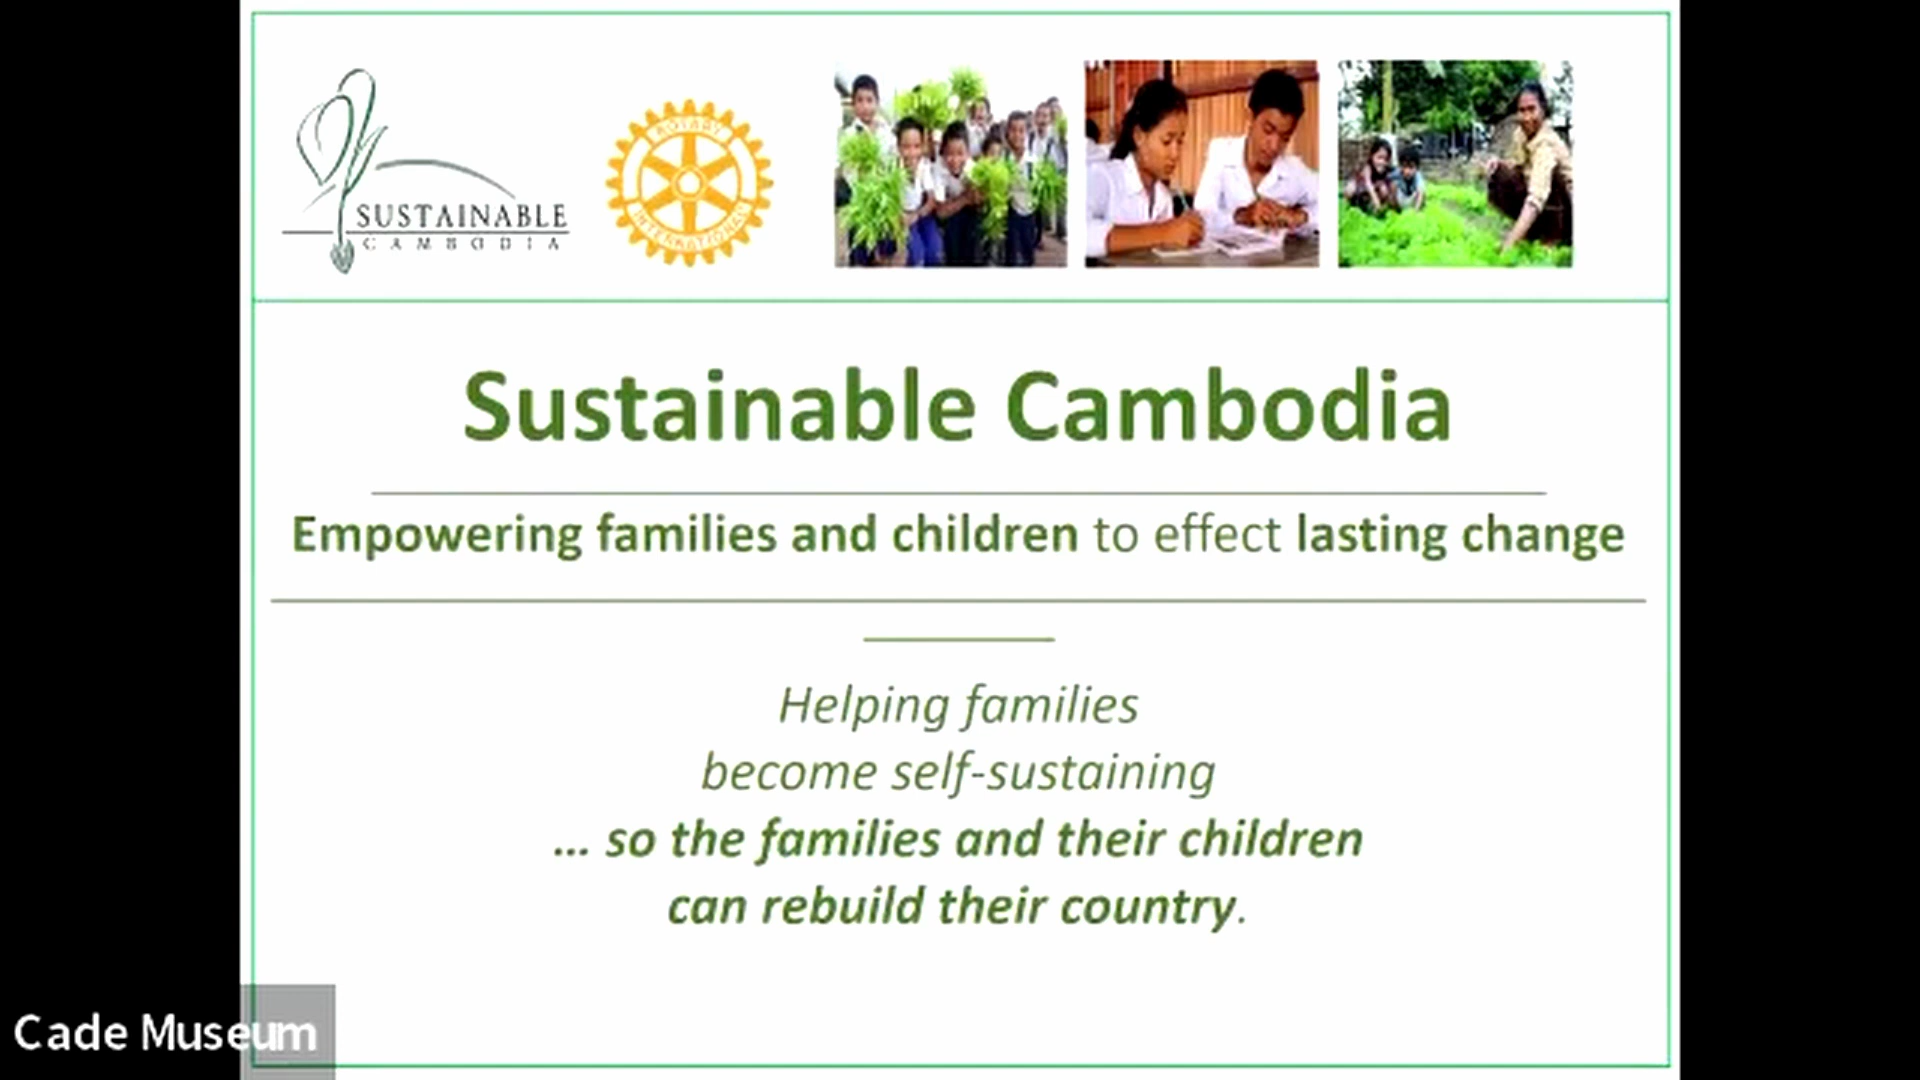 SUSTAINABLE
CAMBODIA
ROTARY
INTERNATIONAL
Sustainable Cambodia
Empowering families and children to effect lasting change
Helping families
become self-sustaining
... so the families and their children
can rebuild their country.
Cade Museum